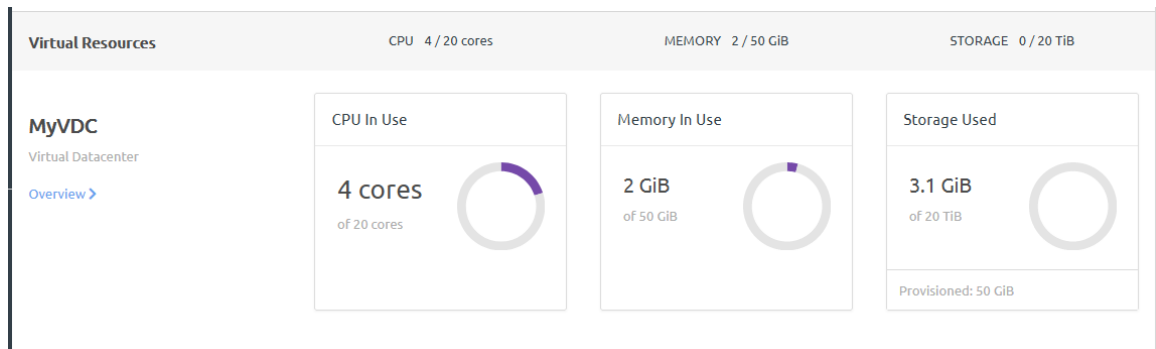 Virtual Resources CPU 4 / 20 cores MEMORY 2 / 50 GiB STORAGE 0 / 20 TiB
MyVDC
Virtual Datacenter
Overview
CPU In Use
4 cores
of 20 cores
Memory In Use
2 GiB
of 50 GiB
Storage Used
3.1 GiB
of 20 TiB
Provisioned: 50 GiB